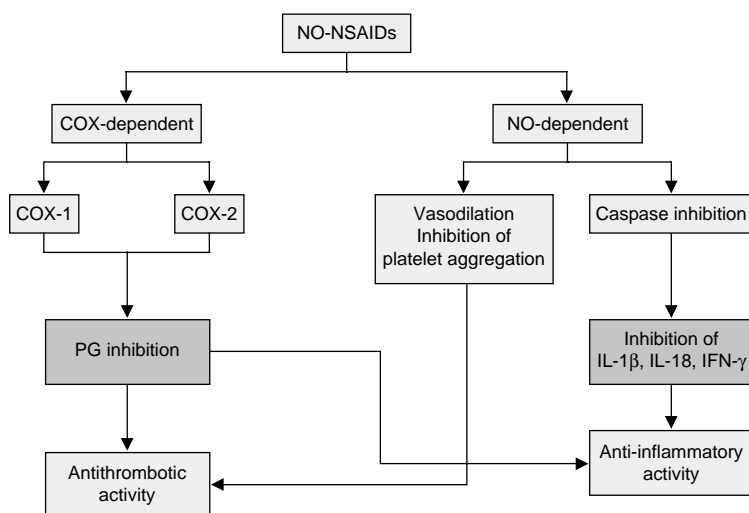 NO-NSAIDs
COX-dependent
NO-dependent
COX-1
COX-2
Vasodilation
Inhibition of
platelet aggregation
Caspase inhibition
PG inhibition
Inhibition of
IL-1β, IL-18, IFN-γ
Antithrombotic
activity
Anti-inflammatory
activity